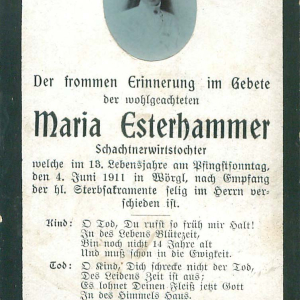 Der frommen Erinnerung im Gebete
der wohlgeachteten
Maria Esterhammer
Schachtnerwirtstochter
welche im 13. Lebensjahre am Pfingstsonntag,
den 4. Juni 1911 in Wörgl, nach Empfang
der hl. Sterbsakramente selig im Herrn ver-
schieden ist.
Kind: O Tod, Du rufst so früh mir Halt!
In des Lebens Blütezeit,
Bin noch nicht 14 Jahre alt
Und muß schon in die Ewigkeit.
Tod: O Kind, Dich schrecke nicht der Tod,
Des Leidens Zeit ist aus;
Es lohnet Deinen Fleiß jetzt Gott
In des Himmels Haus.